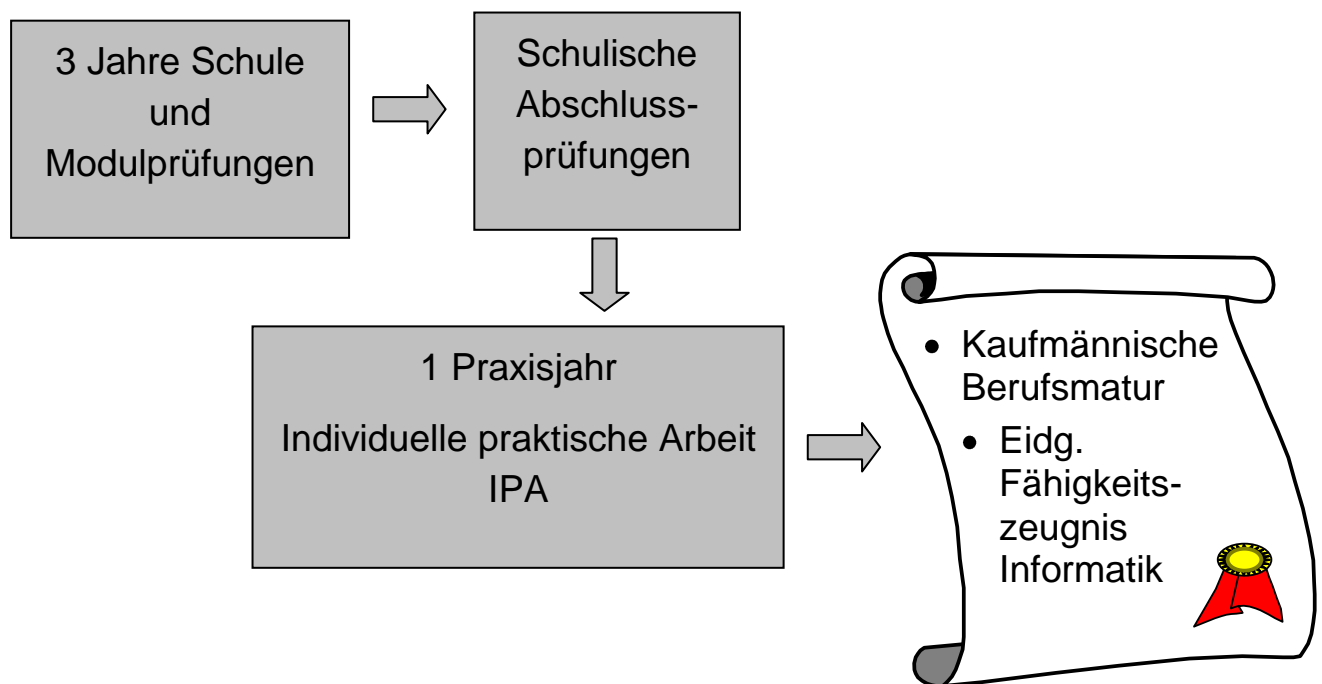 3 Jahre Schule
und
Modulprüfungen
Schulische
Abschluss-
prüfungen
1 Praxisjahr
Individuelle praktische Arbeit
IPA
• Kaufmännische
Berufsmatur
• Eidg.
Fähigkeits-
zeugnis
Informatik